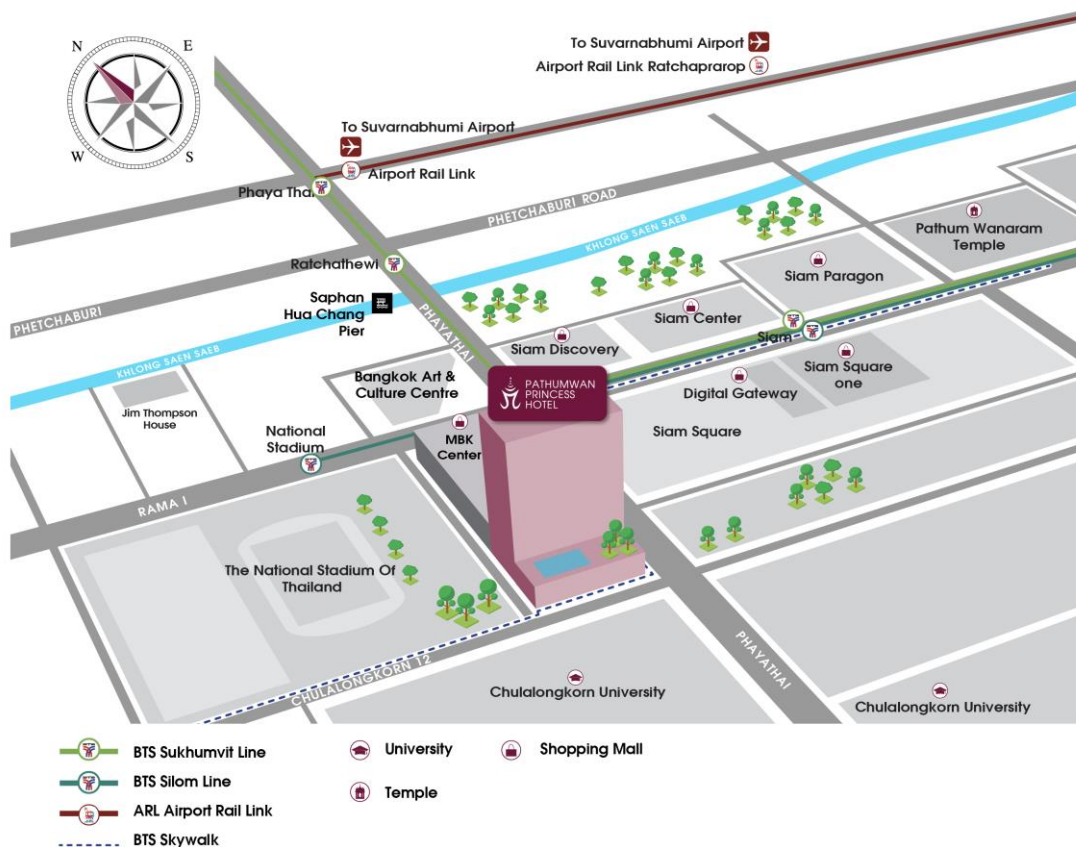 N
E
W
S
To Suvarnabhumi Airport
Airport Rail Link Ratchaprarop
To Suvarnabhumi Airport
Airport Rail Link
Phaya Thai
PHETCHABURI ROAD
KHLONG SAEN SAEB
Pathum Wanaram
Temple
Ratchathewi
Siam Paragon
Saphan
Hua Chang
Pier
PHETCHABURI
PHAYATHAI
Siam Center
Siam
Siam Discovery
KHLONG SAEN SAEB
Siam Square
one
Bangkok Art &
Culture Centre
PATHUMWAN
PRINCESS
HOTEL
Digital Gateway
Jim Thompson
House
National
Stadium
MBK
Center
Siam Square
RAMA I
The National Stadium Of
Thailand
CHULALONGKORN 12
PHAYATHAI
Chulalongkorn University
Chulalongkorn University
BTS Sukhumvit Line
University
Shopping Mall
BTS Silom Line
Temple
ARL Airport Rail Link
BTS Skywalk